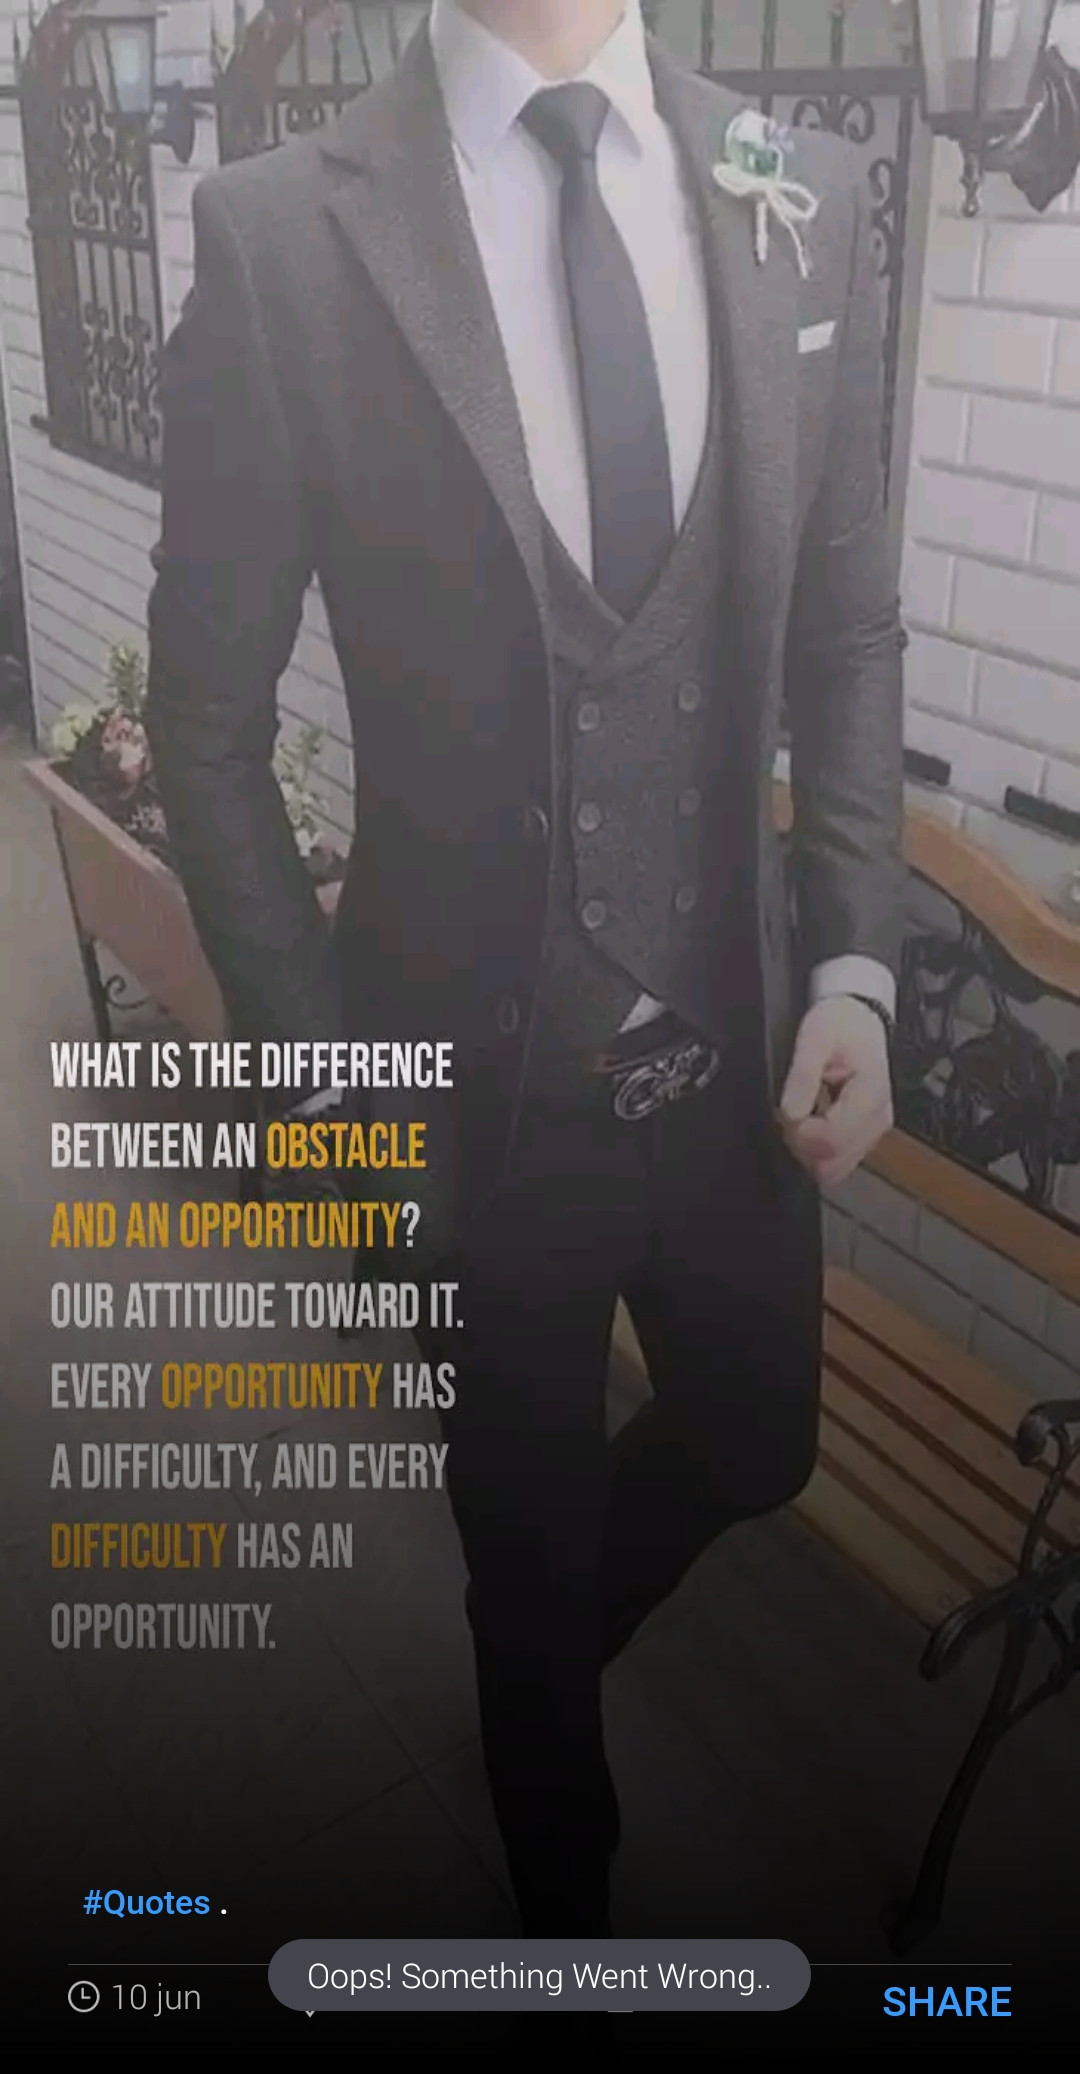 WHAT IS THE DIFFERENCE
BETWEEN AN OBSTACLE
AND AN OPPORTUNITY?
OUR ATTITUDE TOWARD IT.
EVERY OPPORTUNITY HAS
A DIFFICULTY, AND EVERY
DIFFICULTY HAS AN
OPPORTUNITY.
#Quotes .
Oops! Something Went Wrong..
10 jun
SHARE